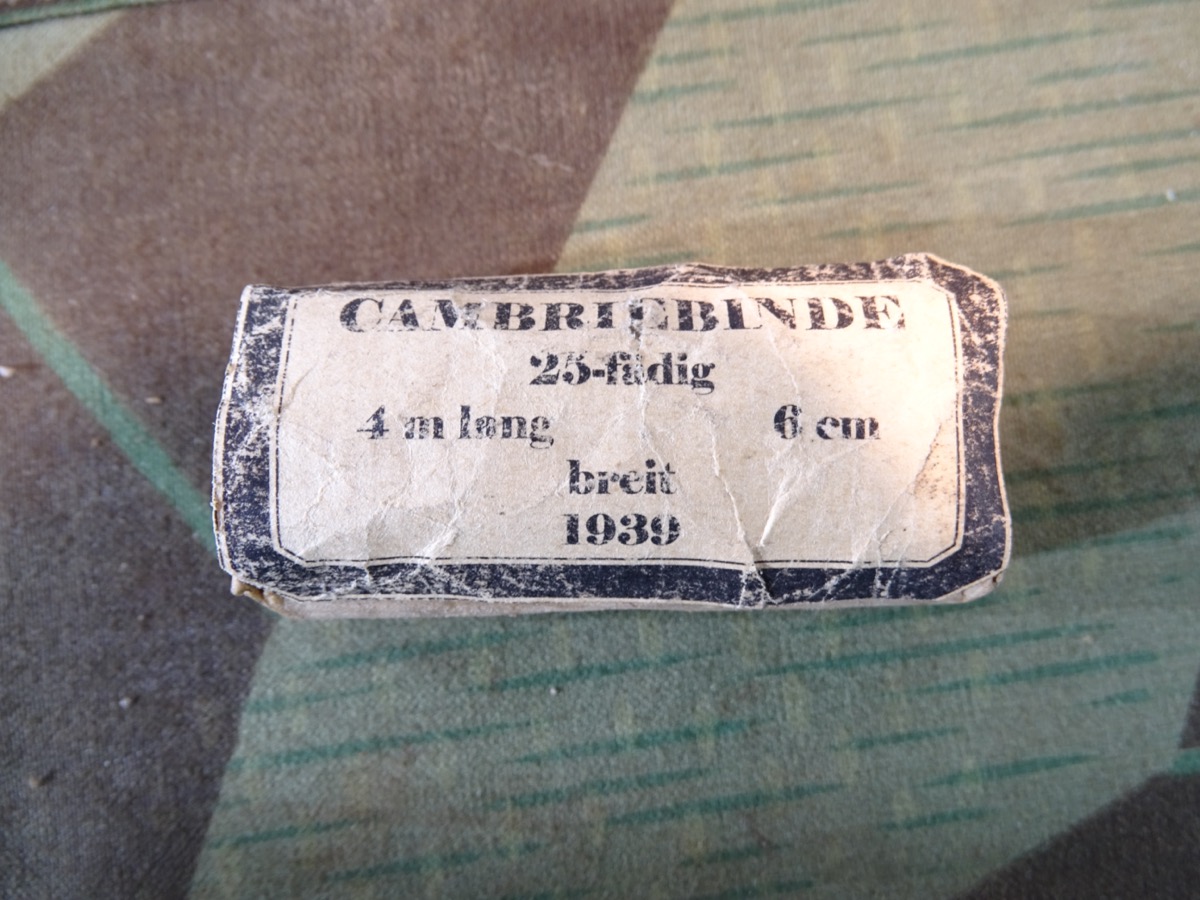 CAMBRICBINDE
25-fädig
4 m lang 6 cm
breit
1939